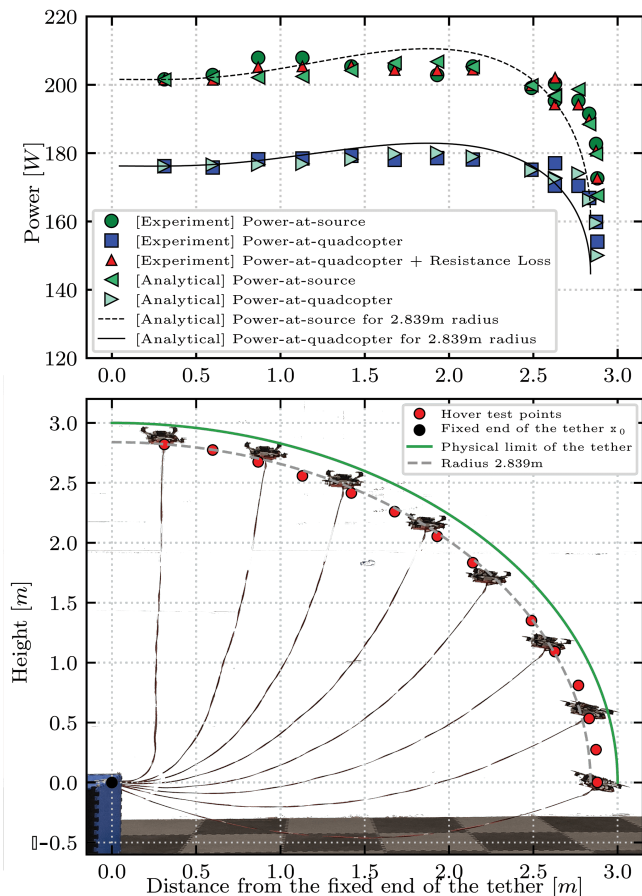 220
200
180
160
140
120
Power [W]
[Experiment] Power-at-source
[Experiment] Power-at-quadcopter
[Experiment] Power-at-quadcopter + Resistance Loss
[Analytical] Power-at-source
[Analytical] Power-at-quadcopter
[Analytical] Power-at-source for 2.839m radius
[Analytical] Power-at-quadcopter for 2.839m radius
0.0 0.5 1.0 1.5 2.0 2.5 3.0
3.0
2.5
2.0
1.5
1.0
0.5
0.0
▯-0.5
Height [m]
Hover test points
Fixed end of the tether x₀
Physical limit of the tether
Radius 2.839m
0.0 0.5 1.0 1.5 2.0 2.5 3.0
Distance from the fixed end of the tether [m]